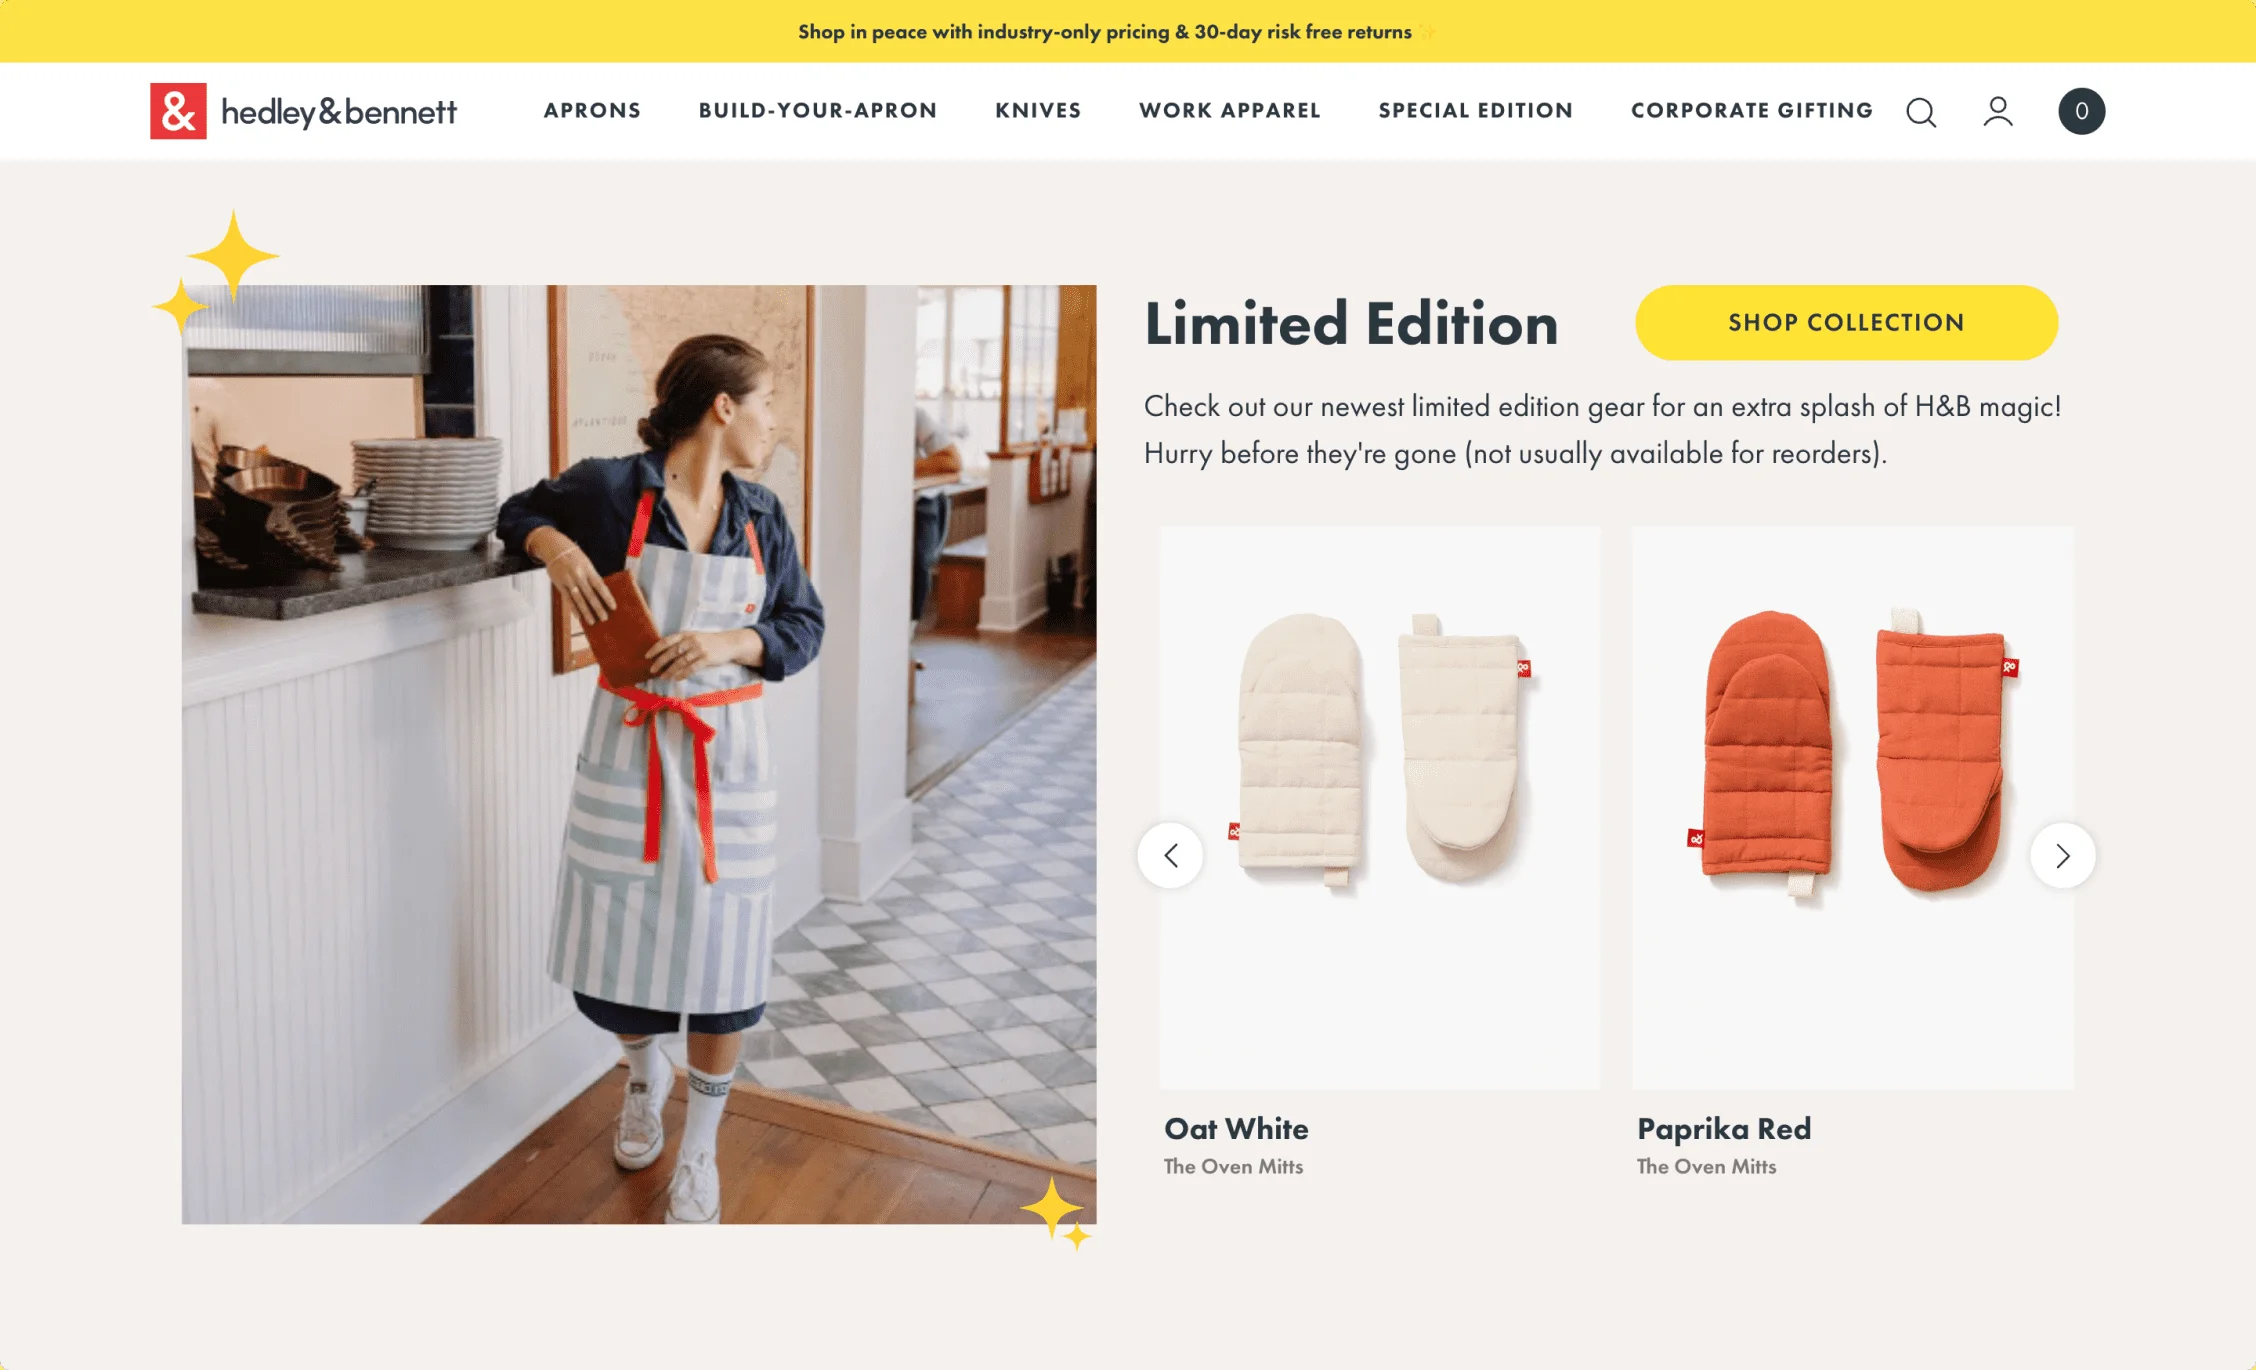 Shop in peace with industry-only pricing & 30-day risk free returns ✨
& hedley&bennett
APRONS
BUILD-YOUR-APRON
KNIVES
WORK APPAREL
SPECIAL EDITION
CORPORATE GIFTING
0
Limited Edition
SHOP COLLECTION
Check out our newest limited edition gear for an extra splash of H&B magic!
Hurry before they're gone (not usually available for reorders).
&
&
&
&
Oat White
The Oven Mitts
Paprika Red
The Oven Mitts